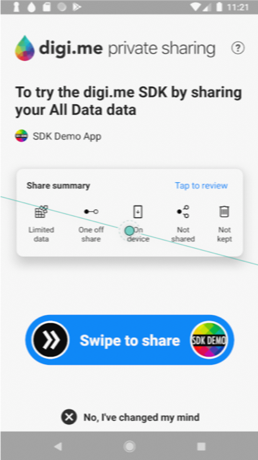 11:21
digi.me private sharing ?
To try the digi.me SDK by sharing
your All Data data
SDK Demo App
Share summary Tap to review
Limited One off On Not Not
data share device shared kept
Swipe to share SDK DEMO
No, I've changed my mind